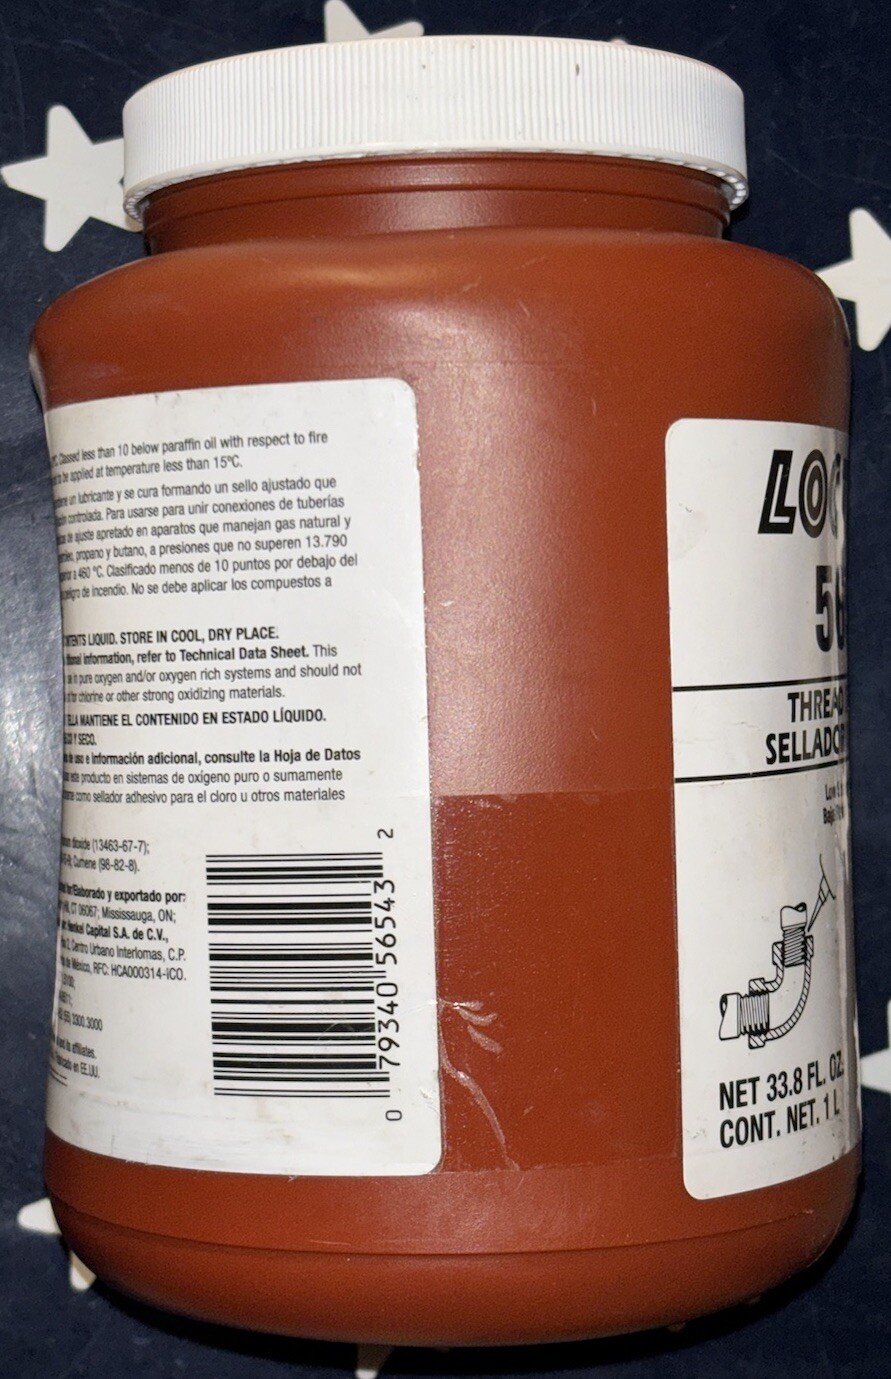 Classed less than 10 below paraffin oil with respect to fire
to be applied at temperature less than 15°C.
un lubricante y se cura formando un sello ajustado que
controlada. Para usarse para unir conexiones de tuberías
de ajuste apretado en aparatos que manejan gas natural y
propano y butano, a presiones que no superen 13.790
a 460 °C. Clasificado menos de 10 puntos por debajo del
peligro de incendio. No se debe aplicar los compuestos a
LIQUID. STORE IN COOL, DRY PLACE.
information, refer to Technical Data Sheet. This
in pure oxygen and/or oxygen rich systems and should not
for chlorine or other strong oxidizing materials.
MANTIENE EL CONTENIDO EN ESTADO LÍQUIDO.
Y SECO.
de uso e información adicional, consulte la Hoja de Datos
este producto en sistemas de oxígeno puro o sumamente
como sellador adhesivo para el cloro u otros materiales
dioxide (13463-67-7);
Cumene (98-82-8).
for/Elaborado y exportado por:
CT 06067; Mississauga, ON;
Henkel Capital S.A. de C.V.,
Centro Urbano Interlomas, C.P.
de México, RFC: HCA000314-ICO.
3300.3000
and its affiliates.
en EE.UU.
0 79340 56543 2
LOC
56
THREAD
SELLADOR
NET 33.8 FL. OZ.
CONT. NET. 1 L